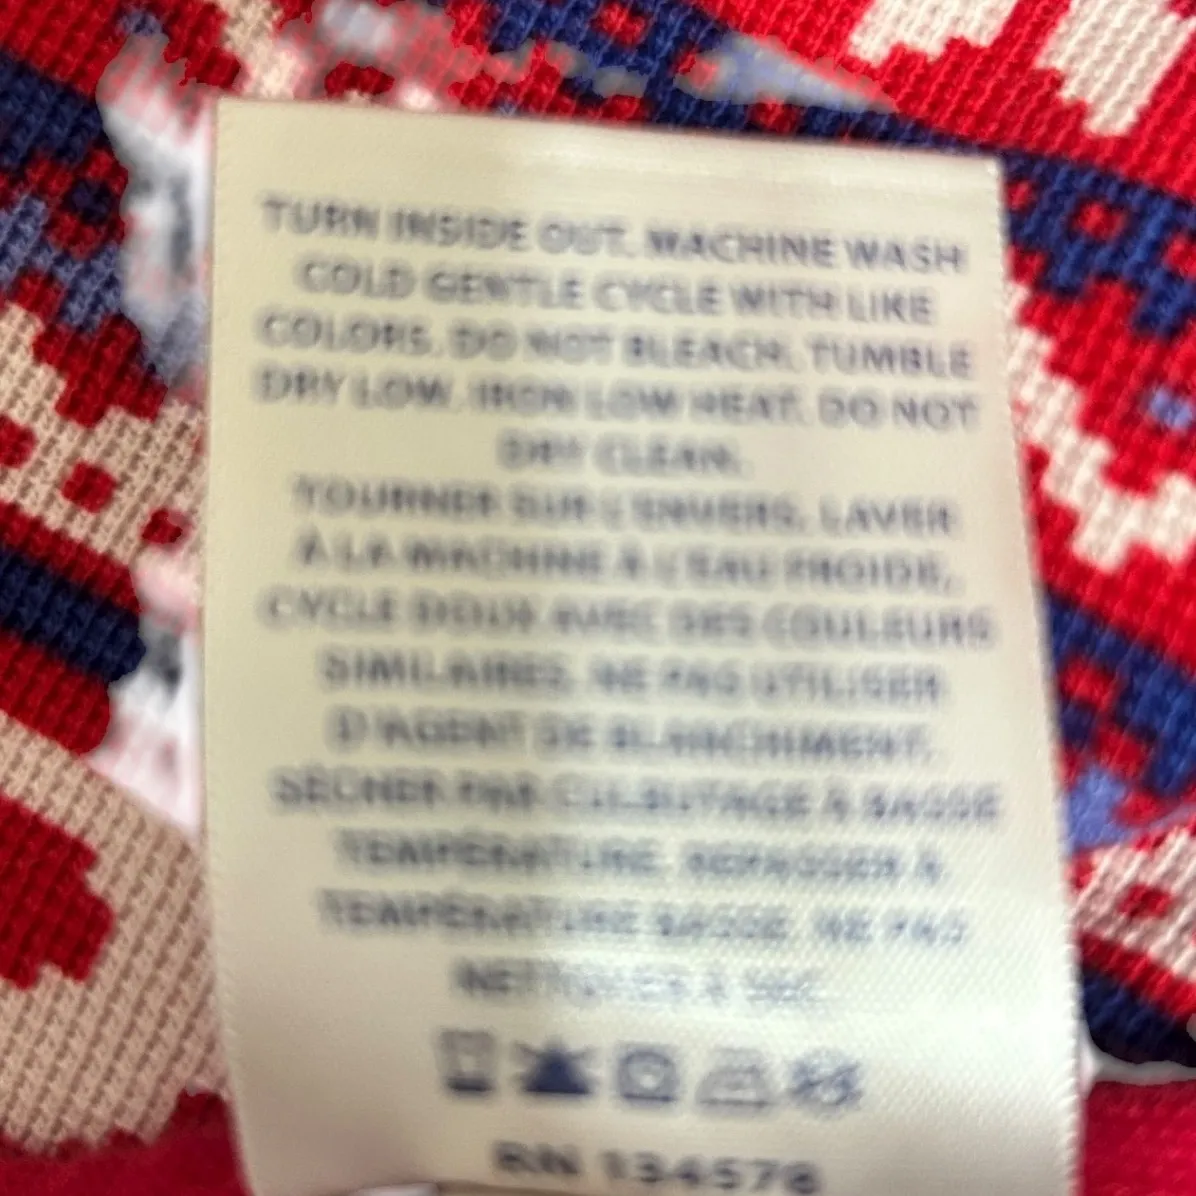 TURN INSIDE OUT. MACHINE WASH
COLD GENTLE CYCLE WITH LIKE
COLORS. DO NOT BLEACH. TUMBLE
DRY LOW. IRON LOW HEAT. DO NOT
DRY CLEAN.
TOURNER SUR L'ENVERS. LAVER
À LA MACHINE À L'EAU FROIDE,
CYCLE DOUX AVEC DES COULEURS
SIMILAIRES. NE PAS UTILISER
D'AGENT DE BLANCHIMENT.
SÉCHER PAR CULBUTAGE À BASSE
TEMPÉRATURE. REPASSER À
TEMPÉRATURE BASSE. NE PAS
NETTOYER À SEC.
RN 134578